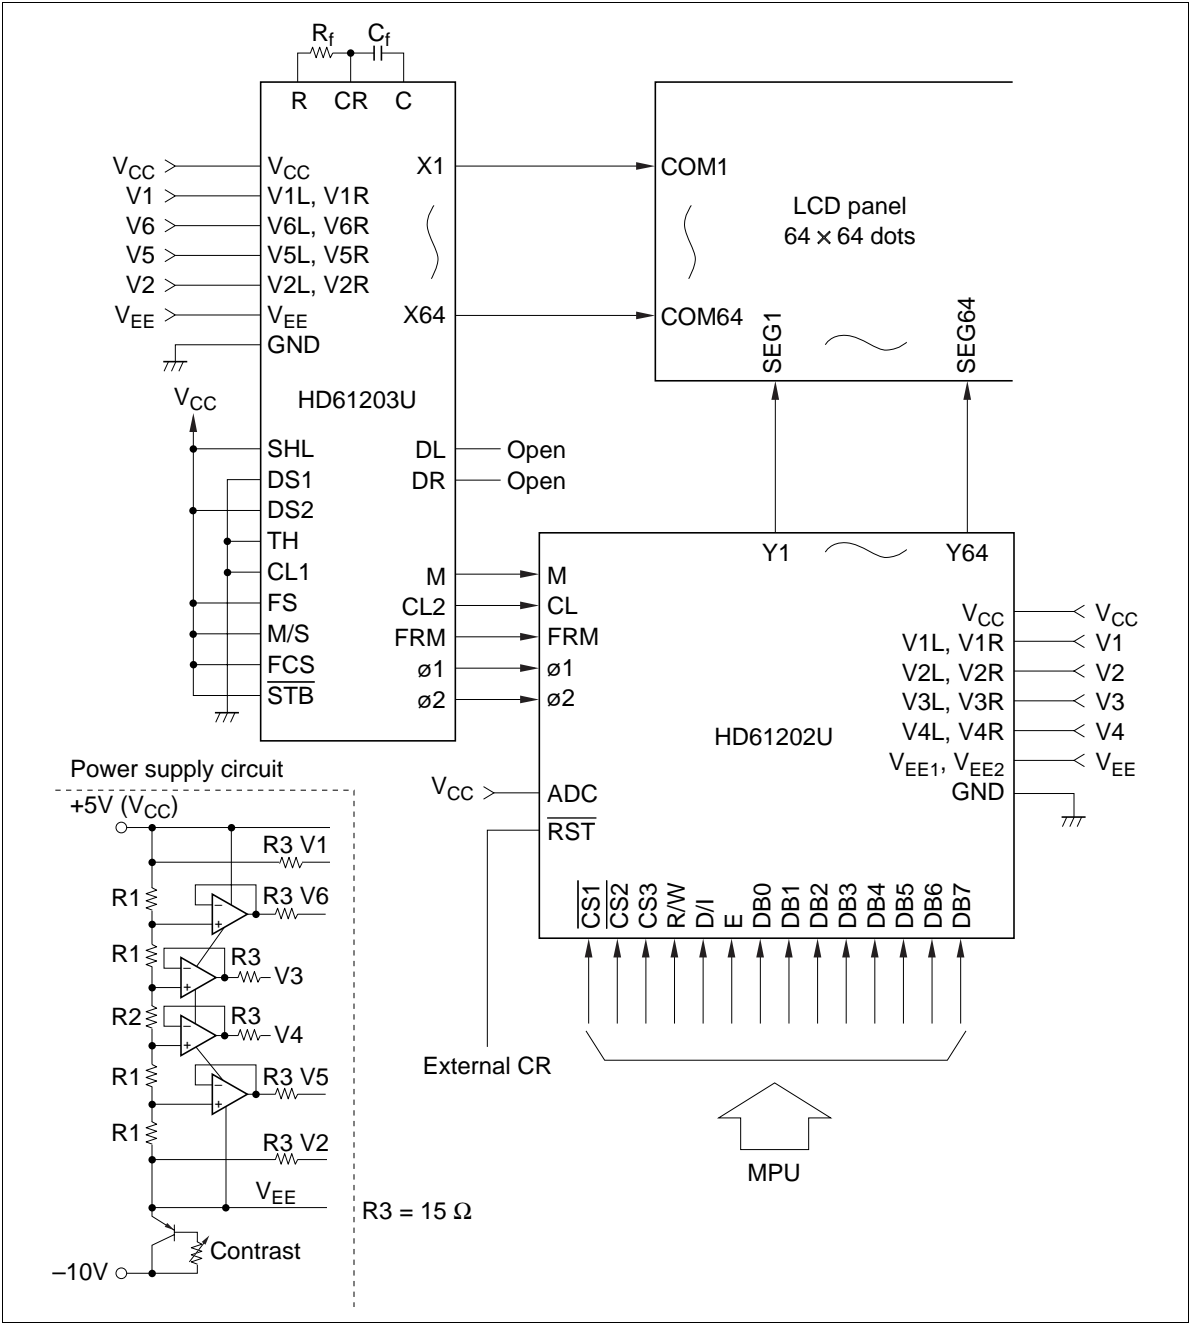 Rf Cf
R CR C
VCC VCC X1 COM1
V1 V1L, V1R
V6 V6L, V6R
V5 V5L, V5R
V2 V2L, V2R
VEE VEE X64 COM64
GND
LCD panel
64 × 64 dots
SEG1 SEG64
HD61203U
VCC
SHL DL Open
DS1 DR Open
DS2
TH
CL1
FS
M/S
FCS
STB
M M
CL2 CL
FRM FRM
ø1 ø1
ø2 ø2
Y1 Y64
VCC VCC
V1L, V1R V1
V2L, V2R V2
V3L, V3R V3
V4L, V4R V4
VEE1, VEE2 VEE
GND
HD61202U
VCC ADC
RST
CS1 CS2 CS3 R/W D/I E DB0 DB1 DB2 DB3 DB4 DB5 DB6 DB7
External CR
MPU
Power supply circuit
+5V (VCC)
R3 V1
R1 - + R3 V6
R1 - + R3 V3
R2 - + R3 V4
R1 - + R3 V5
R1 R3 V2
VEE
R3 = 15 Ω
Contrast
–10V